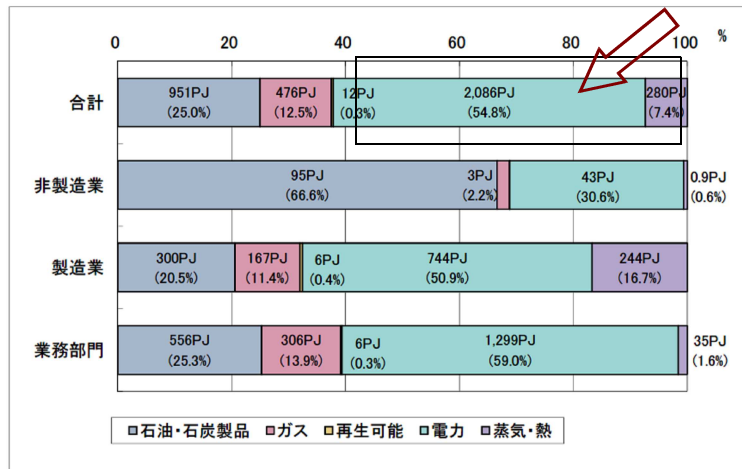 0 20 40 60 80 100 %
合計
951PJ 476PJ 12PJ 2,086PJ 280PJ
(25.0%) (12.5%) (0.3% (54.8%) (7.4%)
非製造業
95PJ 3PJ 43PJ 0.9PJ
(66.6%) (2.2%) (30.6%) (0.6%)
製造業
300PJ 167PJ 6PJ 744PJ 244PJ
(20.5%) (11.4%) (0.4%) (50.9%) (16.7%)
業務部門
556PJ 306PJ 6PJ 1,299PJ 35PJ
(25.3%) (13.9%) (0.3%) (59.0%) (1.6%)
石油・石炭製品 ガス 再生可能 電力 蒸気・熱